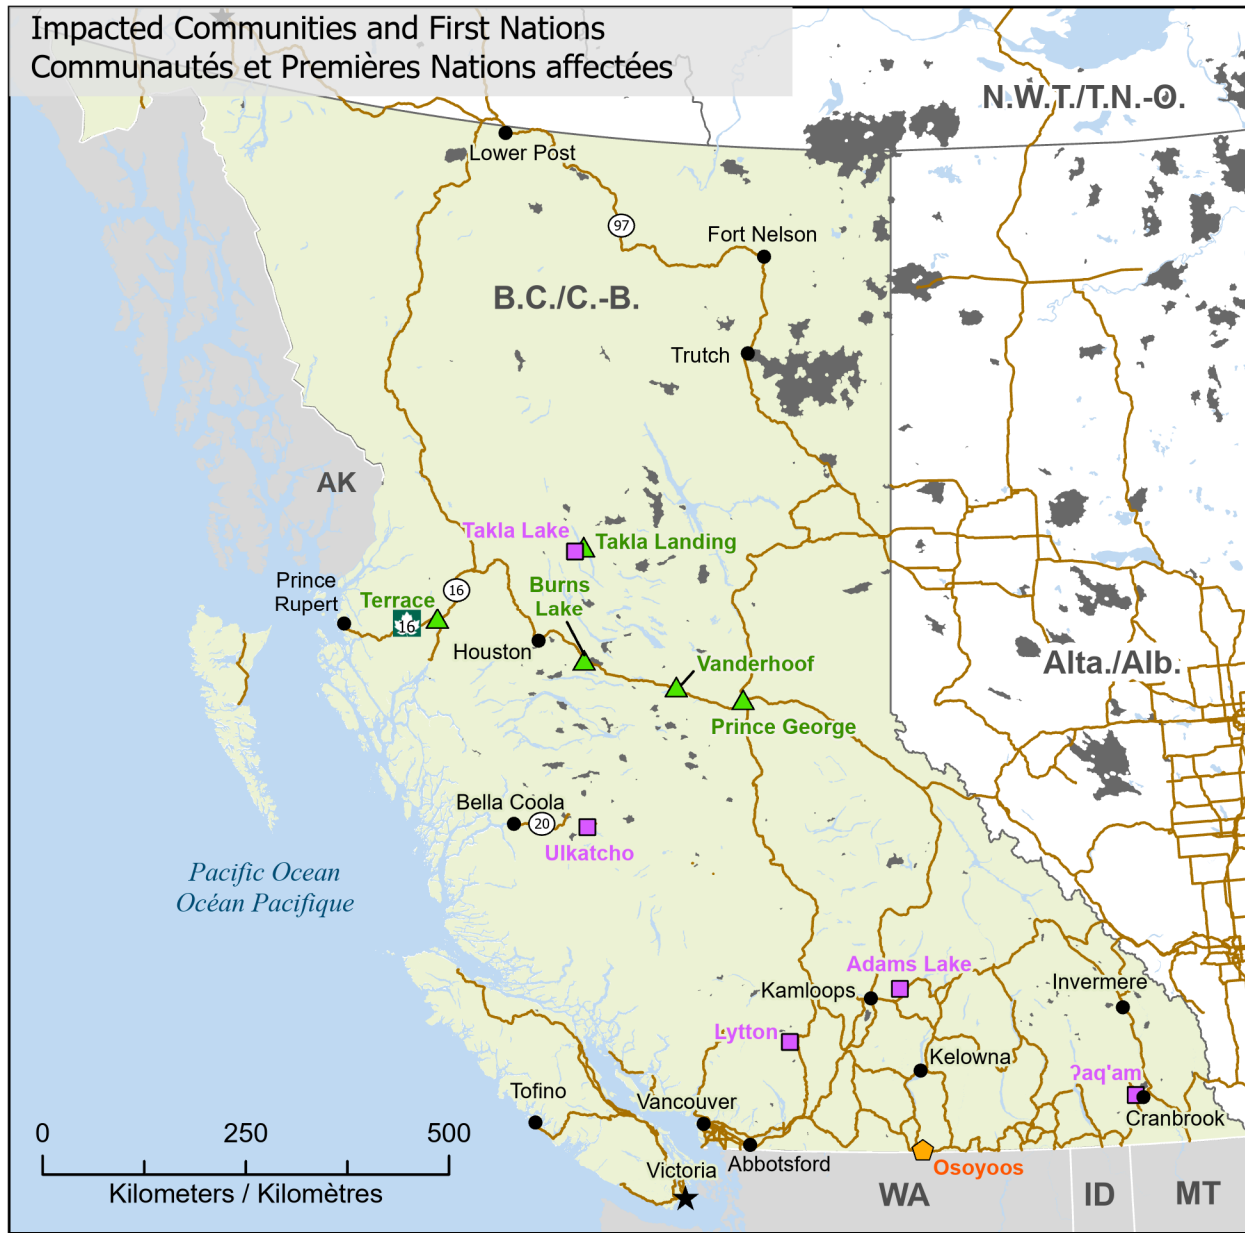 Impacted Communities and First Nations
Communautés et Premières Nations affectées
N.W.T./T.N.-O.
Lower Post
97
Fort Nelson
B.C./C.-B.
Trutch
AK
Takla Lake
Takla Landing
Prince
Rupert
Terrace
16
16
Burns
Lake
Houston
Vanderhoof
Alta./Alb.
Prince George
Bella Coola
20
Ulkatcho
Pacific Ocean
Océan Pacifique
Adams Lake
Kamloops
Invermere
Lytton
Kelowna
ʔaq'am
Cranbrook
Tofino
Vancouver
Abbotsford
Victoria
Osoyoos
WA
ID
MT
0 250 500
Kilometers / Kilomètres